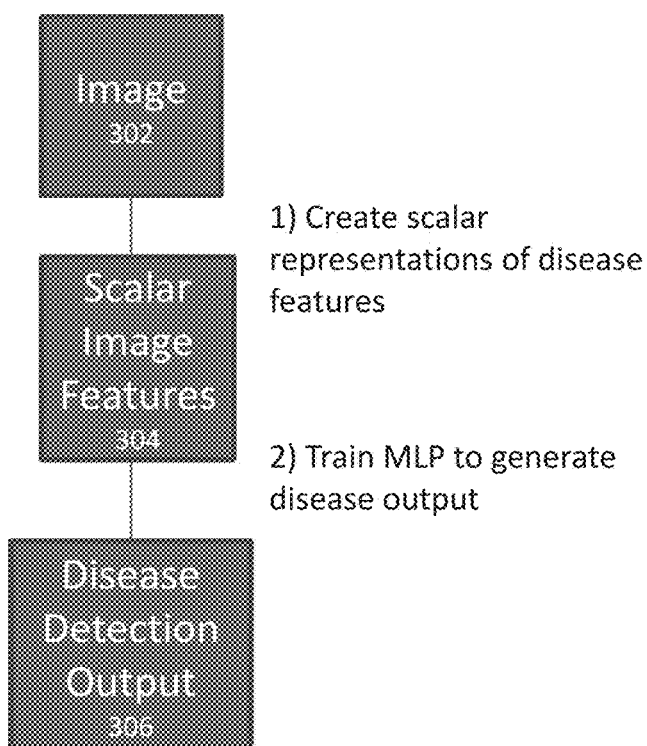 Image
302
1) Create scalar
representations of disease
features
Scalar
Image
Features
304
2) Train MLP to generate
disease output
Disease
Detection
Output
306